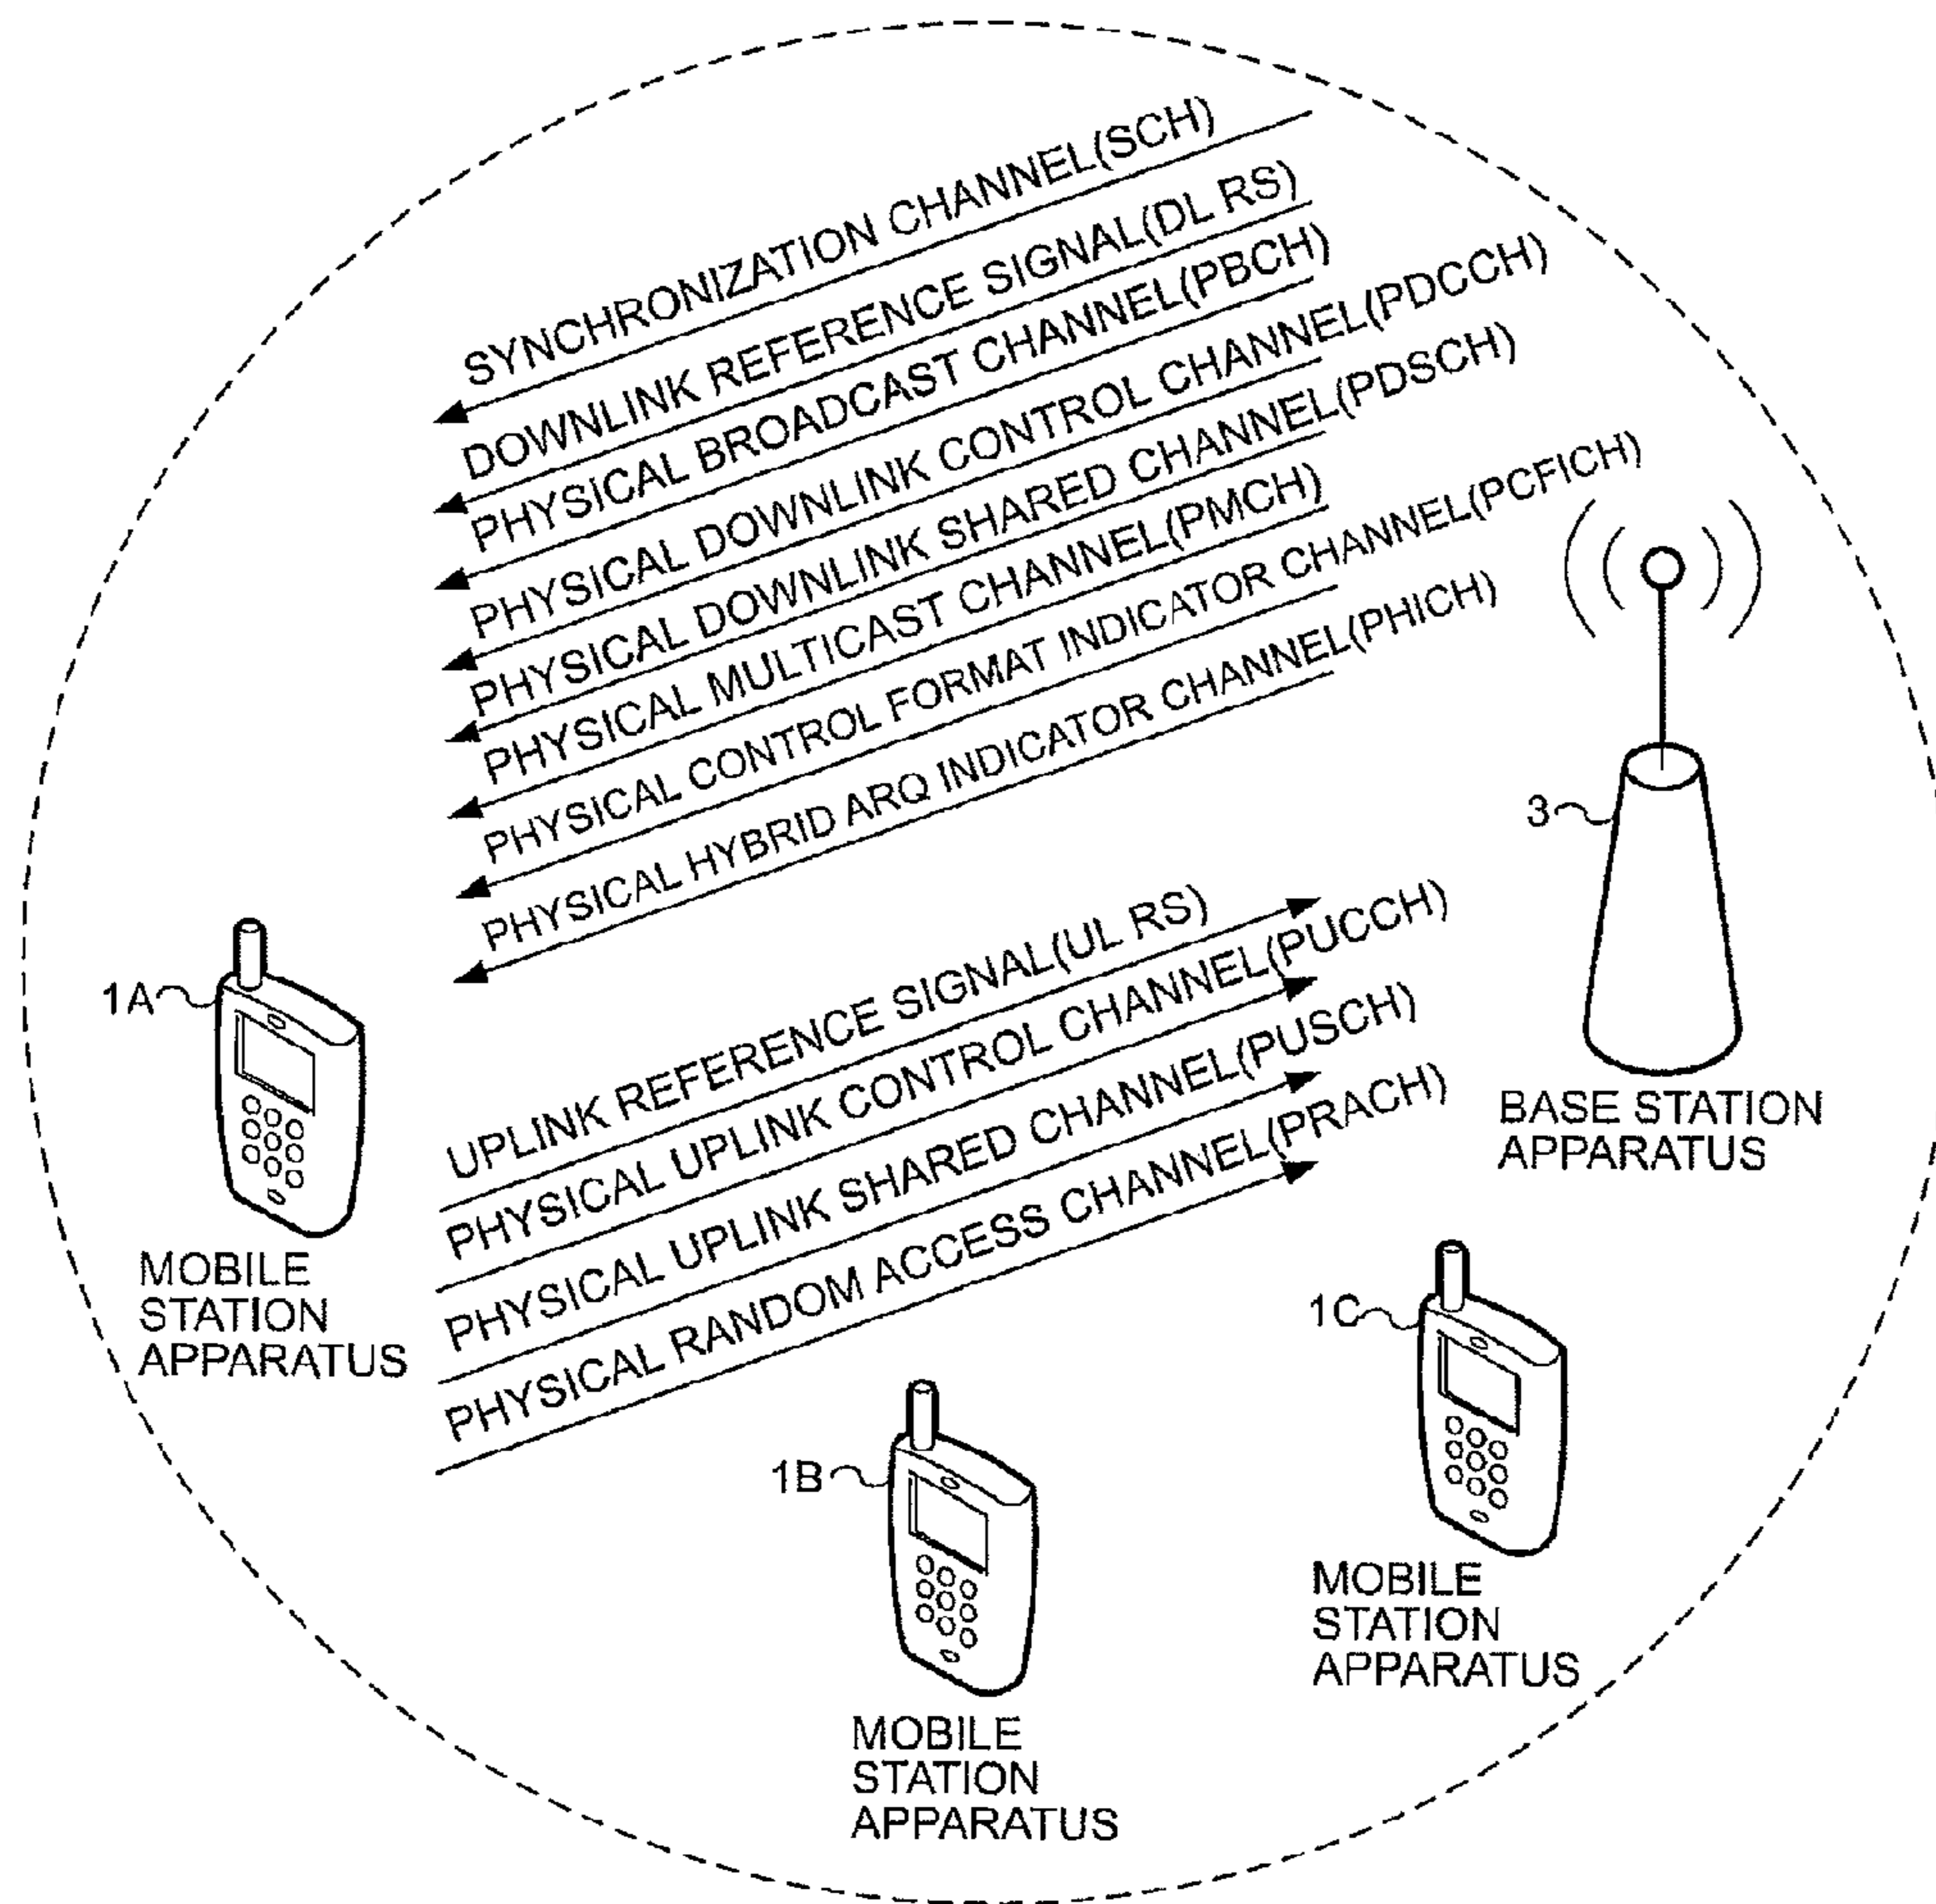 SYNCHRONIZATION CHANNEL(SCH)
DOWNLINK REFERENCE SIGNAL(DL RS)
PHYSICAL BROADCAST CHANNEL(PBCH)
PHYSICAL DOWNLINK CONTROL CHANNEL(PDCCH)
PHYSICAL DOWNLINK SHARED CHANNEL(PDSCH)
PHYSICAL MULTICAST CHANNEL(PMCH)
PHYSICAL CONTROL FORMAT INDICATOR CHANNEL(PCFICH)
PHYSICAL HYBRID ARQ INDICATOR CHANNEL(PHICH)
3
BASE STATION
APPARATUS
UPLINK REFERENCE SIGNAL(UL RS)
PHYSICAL UPLINK CONTROL CHANNEL(PUCCH)
PHYSICAL UPLINK SHARED CHANNEL(PUSCH)
PHYSICAL RANDOM ACCESS CHANNEL(PRACH)
1A
MOBILE
STATION
APPARATUS
1B
MOBILE
STATION
APPARATUS
1C
MOBILE
STATION
APPARATUS